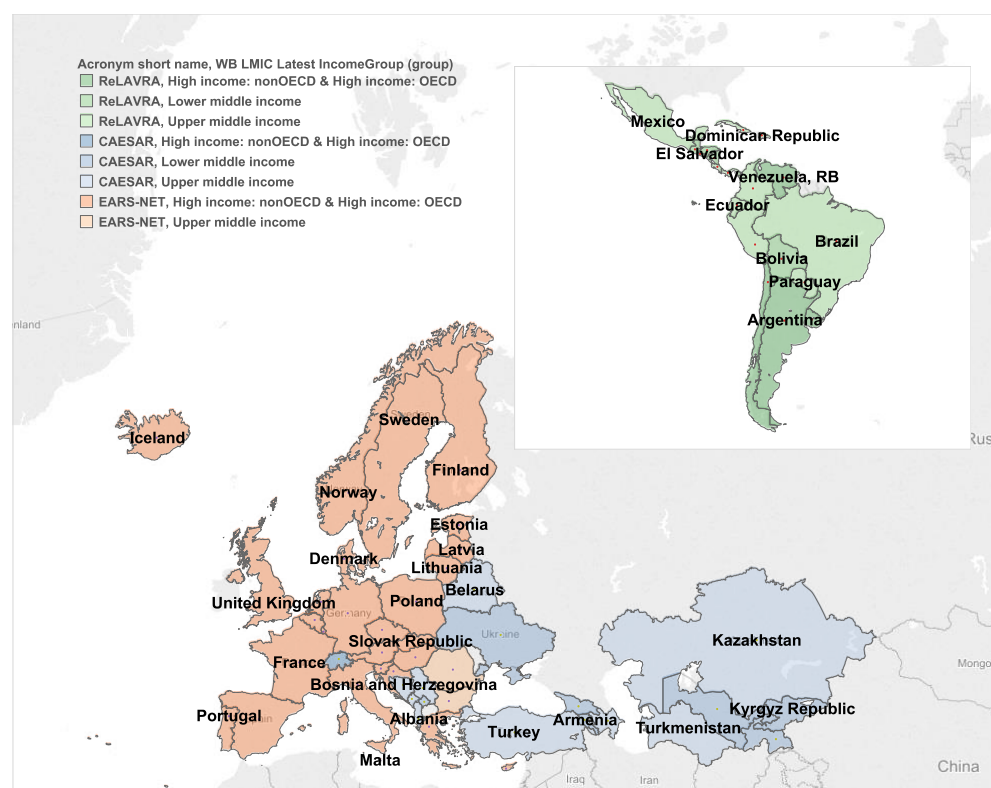 Acronym short name, WB LMIC Latest IncomeGroup (group)
ReLAVRA, High income: nonOECD & High income: OECD
ReLAVRA, Lower middle income
ReLAVRA, Upper middle income
CAESAR, High income: nonOECD & High income: OECD
CAESAR, Lower middle income
CAESAR, Upper middle income
EARS-NET, High income: nonOECD & High income: OECD
EARS-NET, Upper middle income
Mexico
Dominican Republic
El Salvador
Venezuela, RB
Ecuador
Brazil
Bolivia
Paraguay
Argentina
nland
Rus
Sweden
Iceland
Finland
Norway
Estonia
Latvia
Denmark
Lithuania
Belarus
United Kingdom
Poland
Germany
Ukraine
Slovak Republic
Kazakhstan
France
Mongo
Bosnia and Herzegovina
Kyrgyz Republic
Portugal
Albania
Armenia
Turkmenistan
Turkey
Malta
China
Iraq
Iran